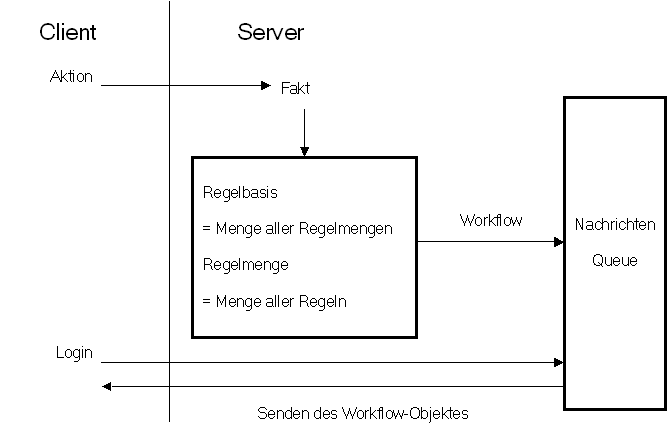 Client
Server
Aktion
Fakt
Regelbasis
= Menge aller Regelmengen
Regelmenge
= Menge aller Regeln
Workflow
Nachrichten
Queue
Login
Senden des Workflow-Objektes